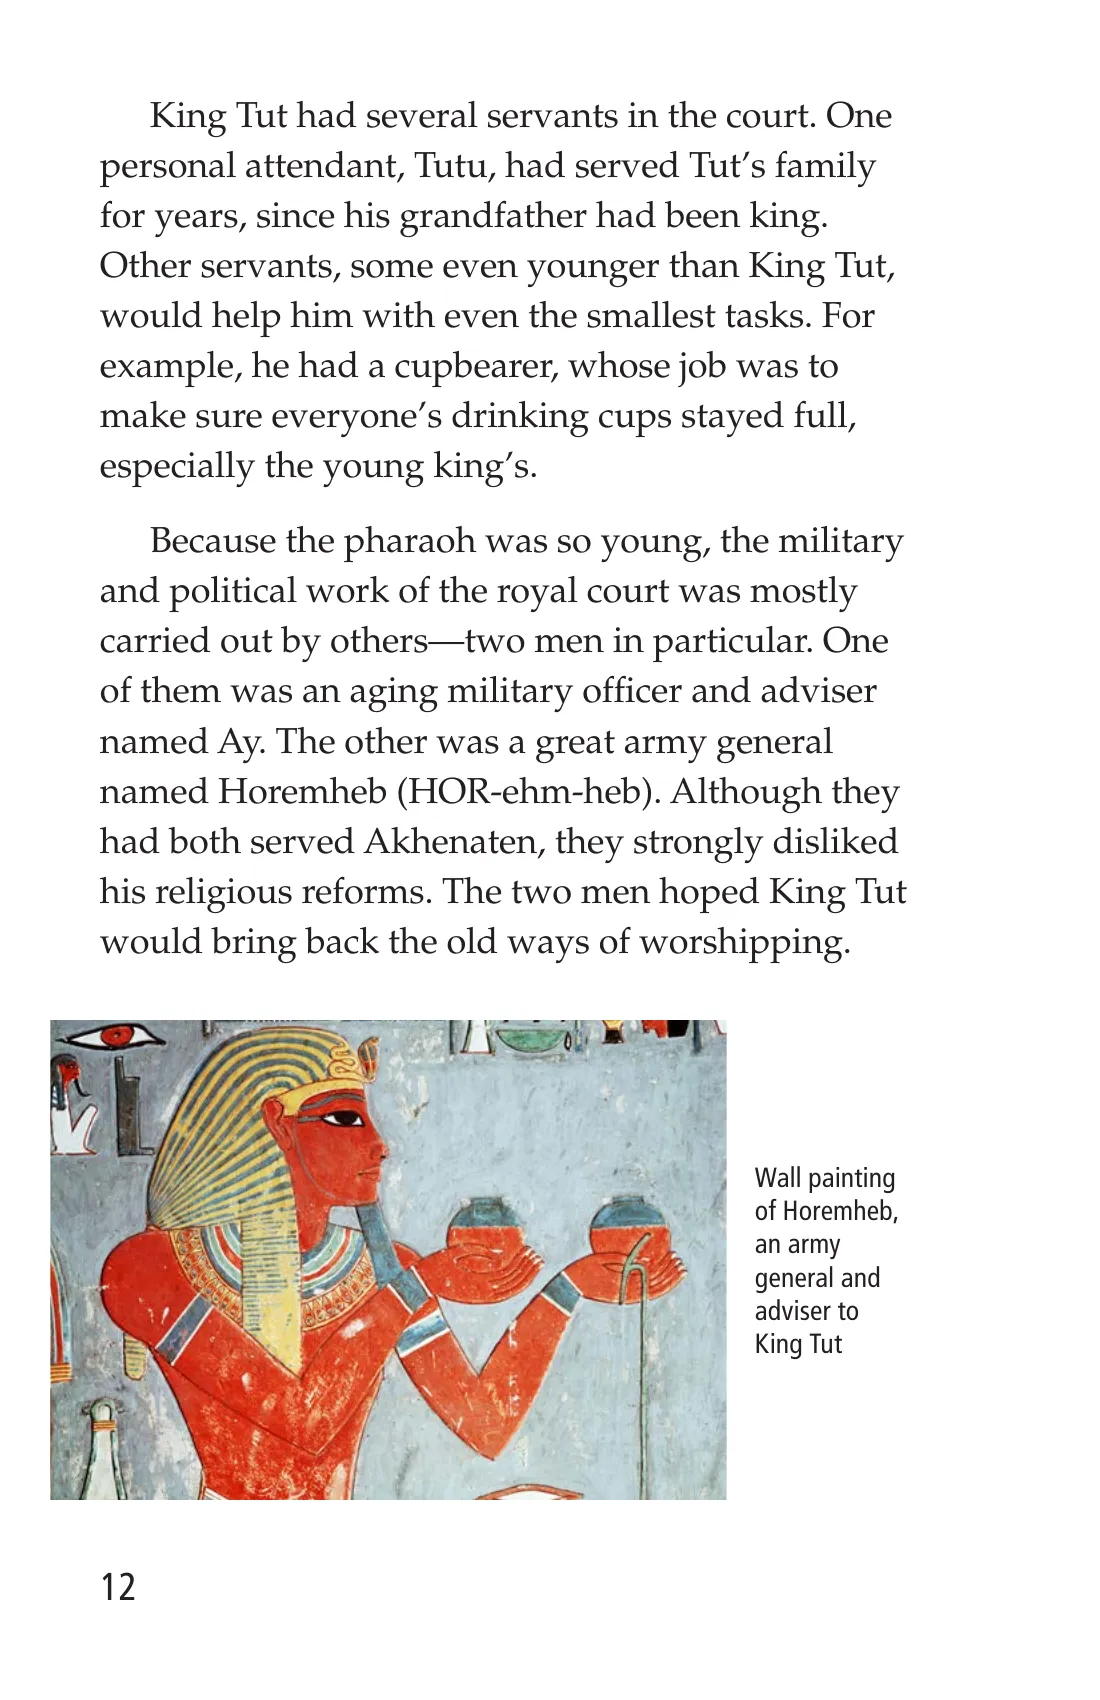 King Tut had several servants in the court. One
personal attendant, Tutu, had served Tut’s family
for years, since his grandfather had been king.
Other servants, some even younger than King Tut,
would help him with even the smallest tasks. For
example, he had a cupbearer, whose job was to
make sure everyone’s drinking cups stayed full,
especially the young king’s.
Because the pharaoh was so young, the military
and political work of the royal court was mostly
carried out by others—two men in particular. One
of them was an aging military officer and adviser
named Ay. The other was a great army general
named Horemheb (HOR-ehm-heb). Although they
had both served Akhenaten, they strongly disliked
his religious reforms. The two men hoped King Tut
would bring back the old ways of worshipping.
Wall painting
of Horemheb,
an army
general and
adviser to
King Tut
12